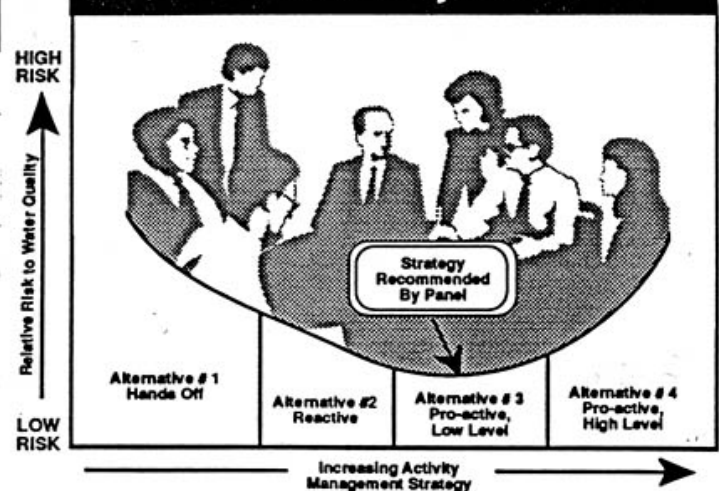 HIGH
RISK
Relative Risk to Water Quality
Strategy
Recommended
By Panel
Alternative # 1
Hands Off
Alternative #2
Reactive
Alternative # 3
Pro-active,
Low Level
Alternative # 4
Pro-active,
High Level
LOW
RISK
Increasing Activity
Management Strategy